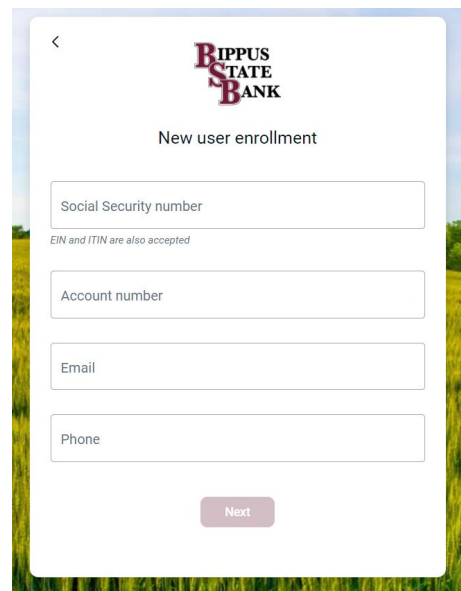 BIPPUS
STATE
BANK
New user enrollment
Social Security number
EIN and ITIN are also accepted
Account number
Email
Phone
Next